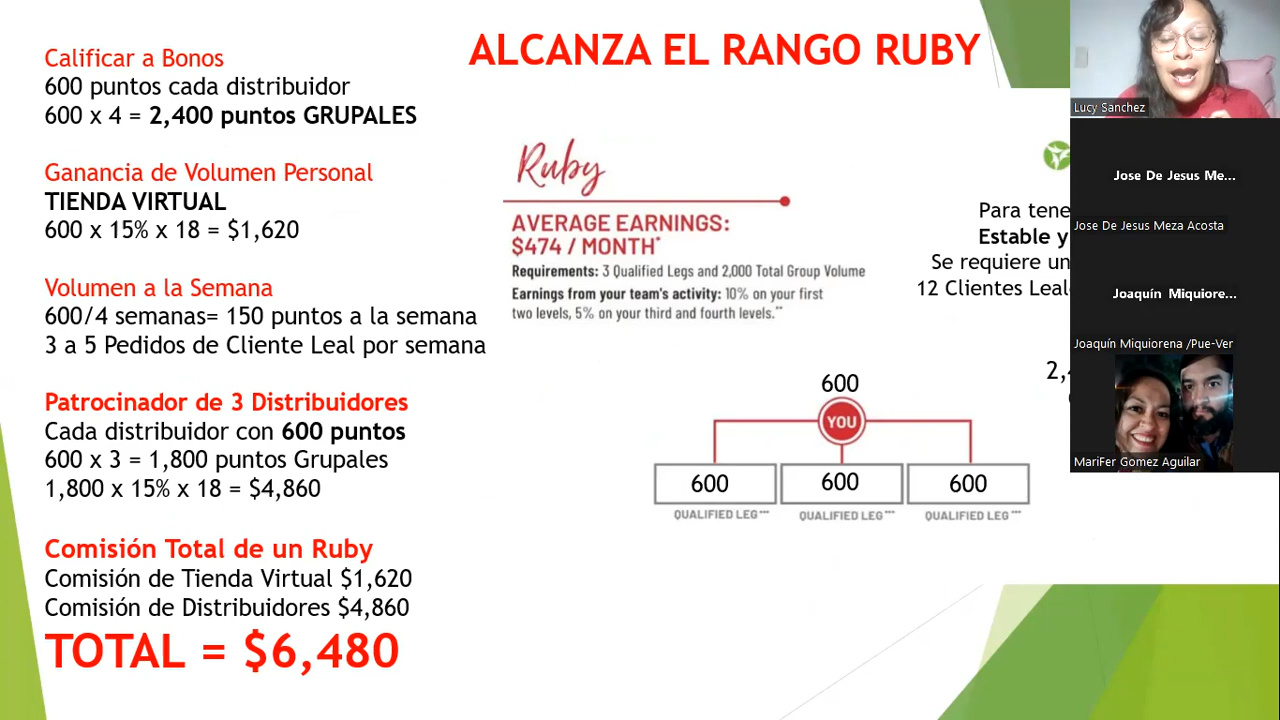 ALCANZA EL RANGO RUBY
Calificar a Bonos
600 puntos cada distribuidor
600 x 4 = 2,400 puntos GRUPALES
Ganancia de Volumen Personal
TIENDA VIRTUAL
600 x 15% x 18 = $1,620
Volumen a la Semana
600/4 semanas= 150 puntos a la semana
3 a 5 Pedidos de Cliente Leal por semana
Patrocinador de 3 Distribuidores
Cada distribuidor con 600 puntos
600 x 3 = 1,800 puntos Grupales
1,800 x 15% x 18 = $4,860
Comisión Total de un Ruby
Comisión de Tienda Virtual $1,620
Comisión de Distribuidores $4,860
TOTAL = $6,480
Ruby
AVERAGE EARNINGS:
$474 / MONTH*
Requirements: 3 Qualified Legs and 2,000 Total Group Volume
Earnings from your team's activity: 10% on your first
two levels, 5% on your third and fourth levels.**
600
YOU
600 600 600
QUALIFIED LEG*** QUALIFIED LEG*** QUALIFIED LEG***
Para tene
Estable y
Se requiere un
12 Clientes Leal
2,
Lucy Sanchez
Jose De Jesus Me...
Jose De Jesus Meza Acosta
Joaquín Miquiore...
Joaquín Miquiorena /Pue-Ver
MariFer Gomez Aguilar